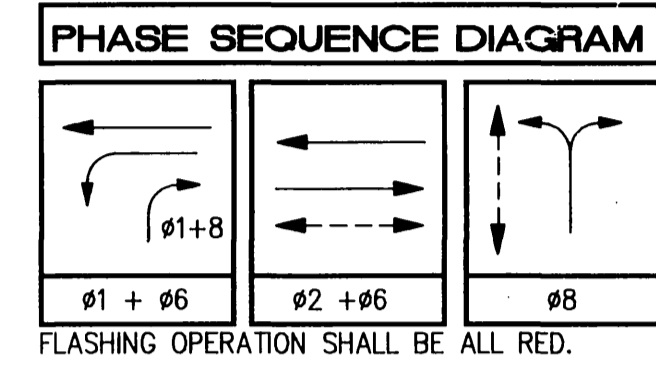 PHASE SEQUENCE DIAGRAM
ø1+8
ø1 + ø6
ø2 +ø6
ø8
FLASHING OPERATION SHALL BE ALL RED.